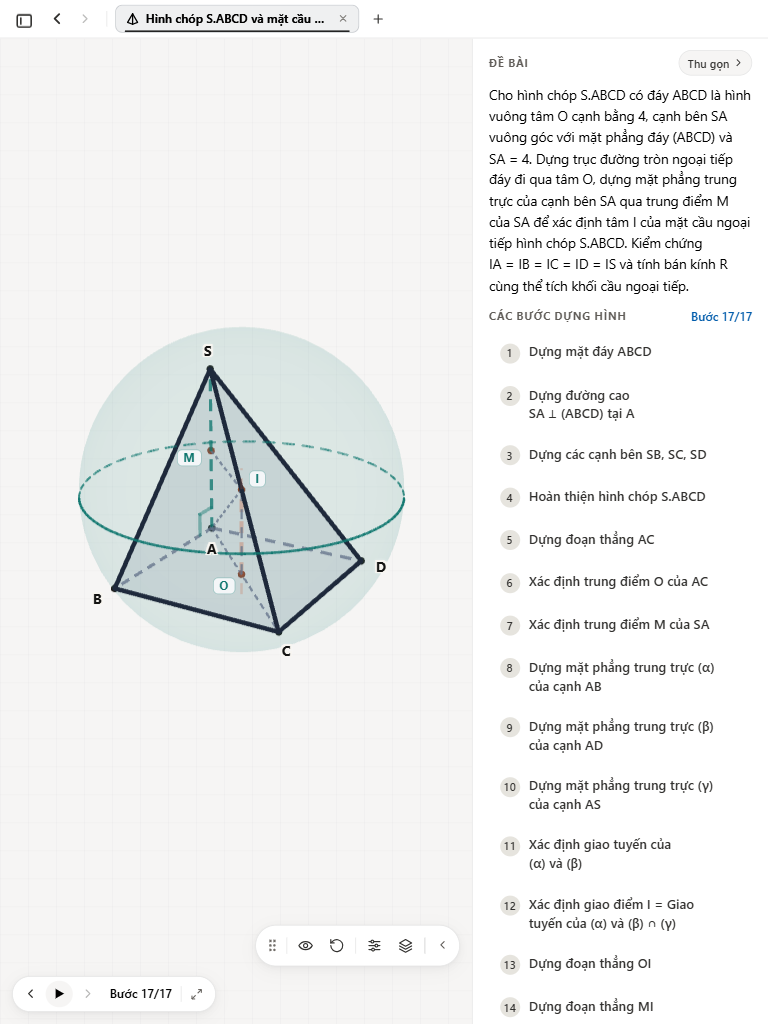 Hình chóp S.ABCD và mặt cầu ...
ĐỀ BÀI
Thu gọn
Cho hình chóp S.ABCD có đáy ABCD là hình
vuông tâm O cạnh bằng 4, cạnh bên SA
vuông góc với mặt phẳng đáy (ABCD) và
SA = 4. Dựng trục đường tròn ngoại tiếp
đáy đi qua tâm O, dựng mặt phẳng trung
trực của cạnh bên SA qua trung điểm M
của SA để xác định tâm I của mặt cầu ngoại
tiếp hình chóp S.ABCD. Kiểm chứng
IA = IB = IC = ID = IS và tính bán kính R
cùng thể tích khối cầu ngoại tiếp.
CÁC BƯỚC DỰNG HÌNH
Bước 17/17
1 Dựng mặt đáy ABCD
2 Dựng đường cao
SA ⊥ (ABCD) tại A
3 Dựng các cạnh bên SB, SC, SD
4 Hoàn thiện hình chóp S.ABCD
5 Dựng đoạn thẳng AC
6 Xác định trung điểm O của AC
7 Xác định trung điểm M của SA
8 Dựng mặt phẳng trung trực (α)
của cạnh AB
9 Dựng mặt phẳng trung trực (β)
của cạnh AD
10 Dựng mặt phẳng trung trực (γ)
của cạnh AS
11 Xác định giao tuyến của
(α) và (β)
12 Xác định giao điểm I = Giao
tuyến của (α) và (β) ∩ (γ)
13 Dựng đoạn thẳng OI
14 Dựng đoạn thẳng MI
S
M
I
A
O
D
B
C
Bước 17/17